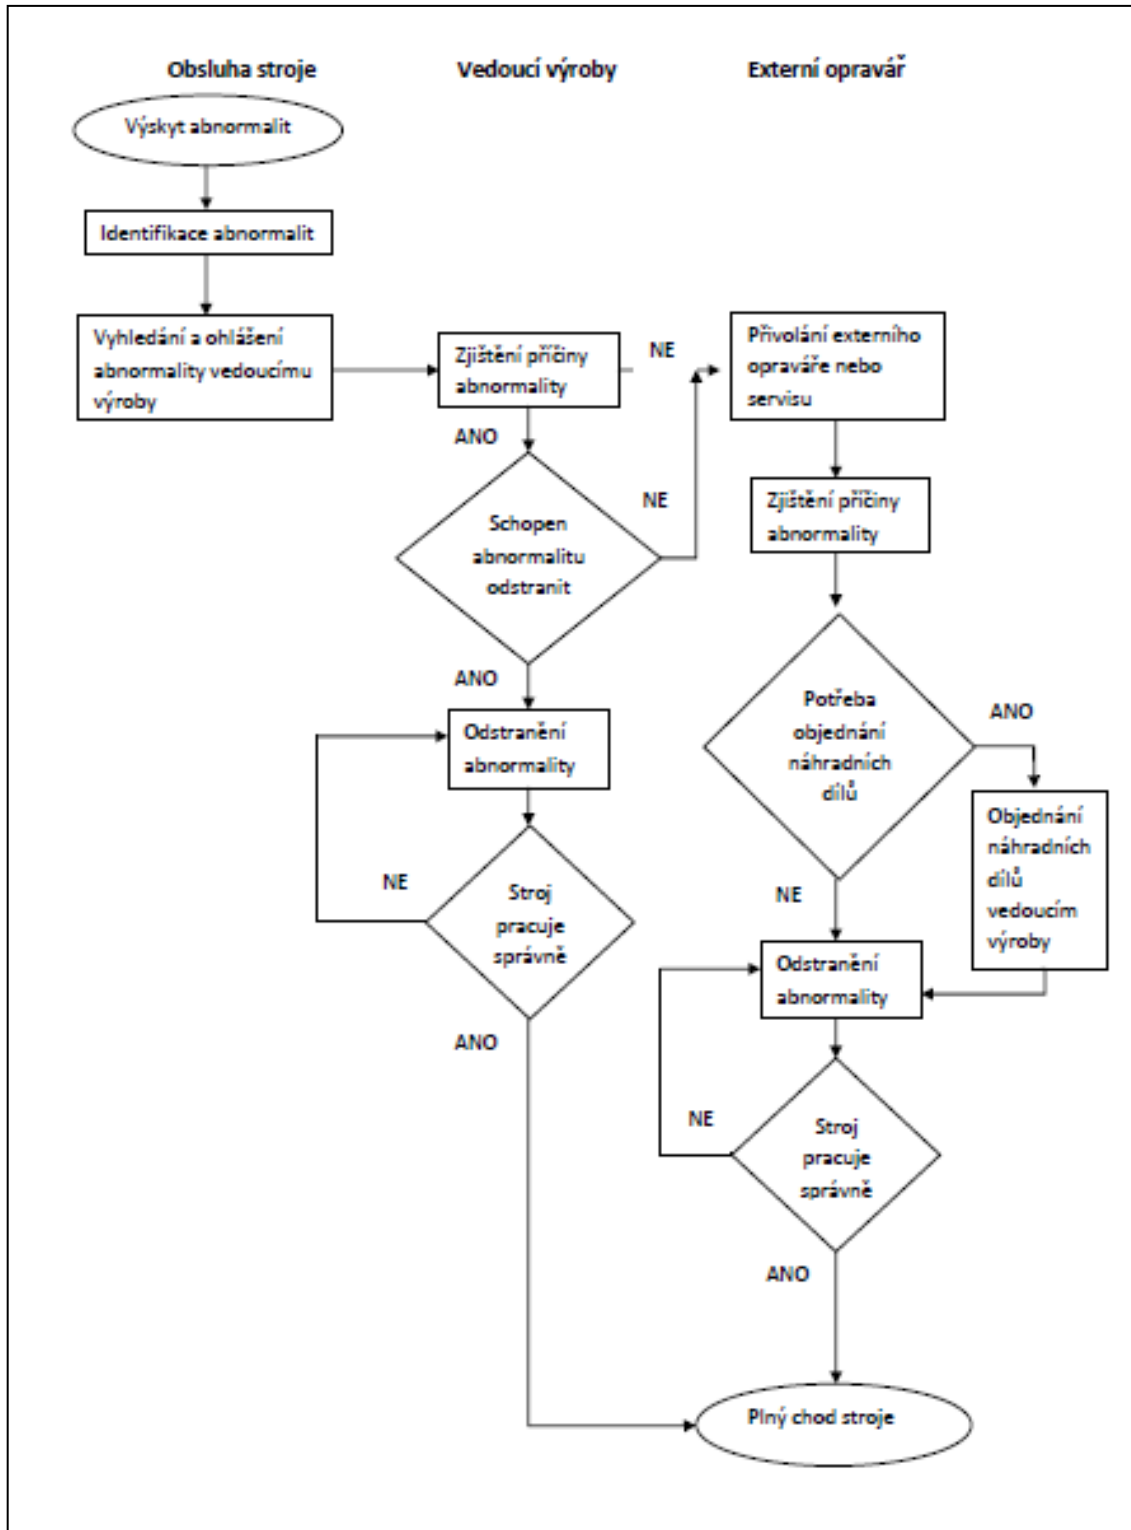 Obsluha stroje
Vedoucí výroby
Externí opravář
Výskyt abnormalit
Identifikace abnormalit
Vyhledání a ohlášení
abnormality vedoucímu
výroby
Zjištění příčiny
abnormality
NE
Přivolání externího
opraváře nebo
servisu
ANO
Schopen
abnormalitu
odstranit
NE
Zjištění příčiny
abnormality
ANO
Odstranění
abnormality
Potřeba
objednání
náhradních
dílů
ANO
Objednání
náhradních
dílů
vedoucím
výroby
NE
Stroj
pracuje
správně
NE
Odstranění
abnormality
ANO
NE
Stroj
pracuje
správně
ANO
Plný chod stroje